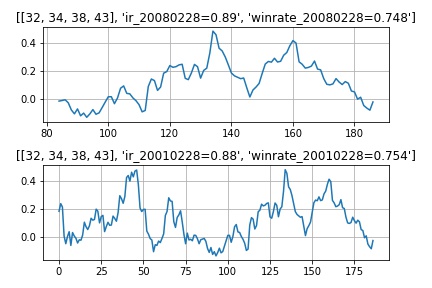 [[32, 34, 38, 43], 'ir_20080228=0.89', 'winrate_20080228=0.748']
0.4
0.2
0.0
80 100 120 140 160 180
[[32, 34, 38, 43], 'ir_20010228=0.88', 'winrate_20010228=0.754']
0.4
0.2
0.0
0 25 50 75 100 125 150 175